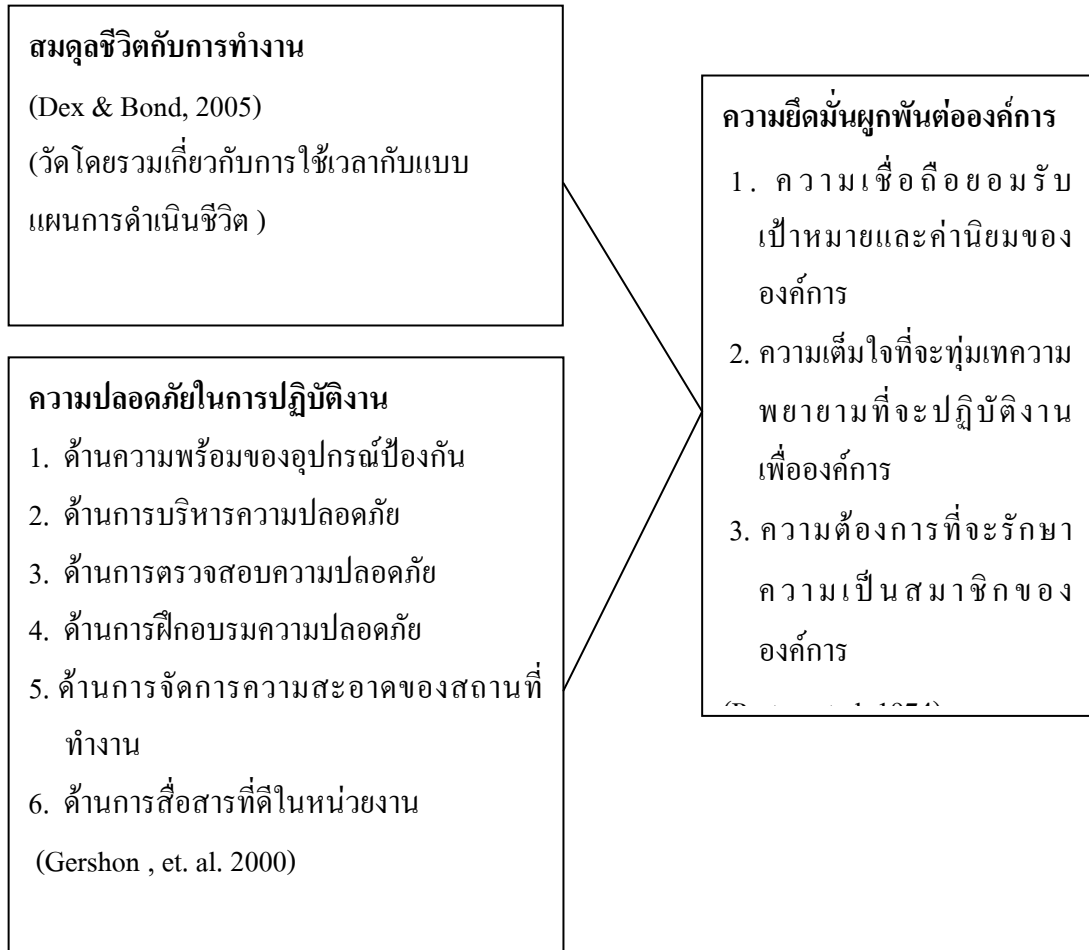 สมดุลชีวิตกับการทำงาน
(Dex & Bond, 2005)
(วัดโดยรวมเกี่ยวกับการใช้เวลากับแบบ
แผนการดำเนินชีวิต )
ความปลอดภัยในการปฏิบัติงาน
1. ด้านความพร้อมของอุปกรณ์ป้องกัน
2. ด้านการบริหารความปลอดภัย
3. ด้านการตรวจสอบความปลอดภัย
4. ด้านการฝึกอบรมความปลอดภัย
5. ด้านการจัดการความสะอาดของสถานที่
ทำงาน
6. ด้านการสื่อสารที่ดีในหน่วยงาน
(Gershon , et. al. 2000)
ความยึดมั่นผูกพันต่อองค์การ
1. ความเชื่อถือยอมรับ
เป้าหมายและค่านิยมของ
องค์การ
2. ความเต็มใจที่จะทุ่มเทความ
พยายามที่จะปฏิบัติงาน
เพื่อองค์การ
3. ความต้องการที่จะรักษา
ความเป็นสมาชิกของ
องค์การ